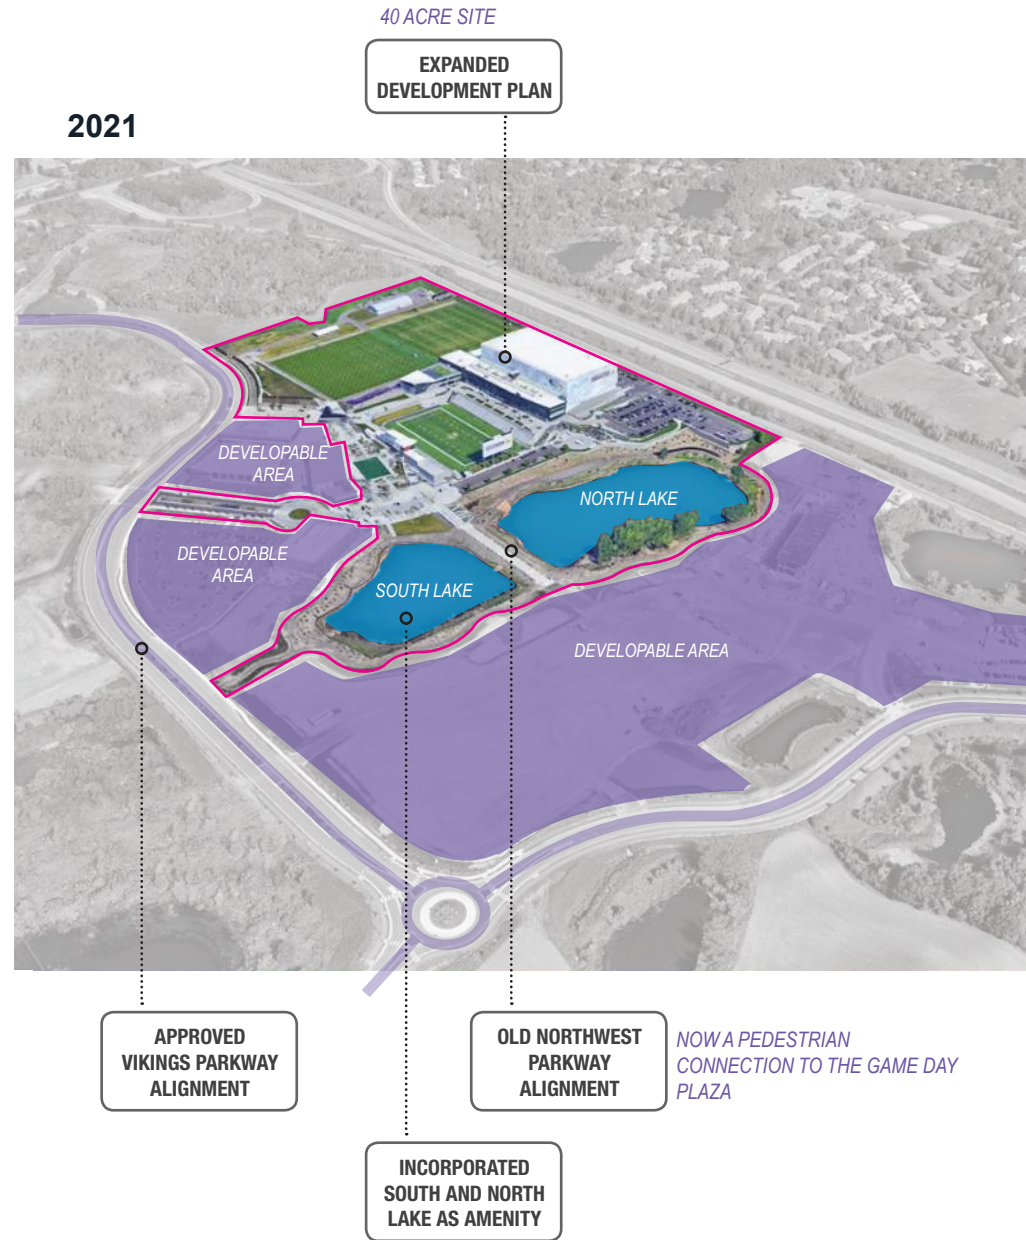 40 ACRE SITE
EXPANDED
DEVELOPMENT PLAN
2021
DEVELOPABLE
AREA
NORTH LAKE
DEVELOPABLE
AREA
SOUTH LAKE
DEVELOPABLE AREA
APPROVED
VIKINGS PARKWAY
ALIGNMENT
OLD NORTHWEST
PARKWAY
ALIGNMENT
NOW A PEDESTRIAN
CONNECTION TO THE GAME DAY
PLAZA
INCORPORATED
SOUTH AND NORTH
LAKE AS AMENITY